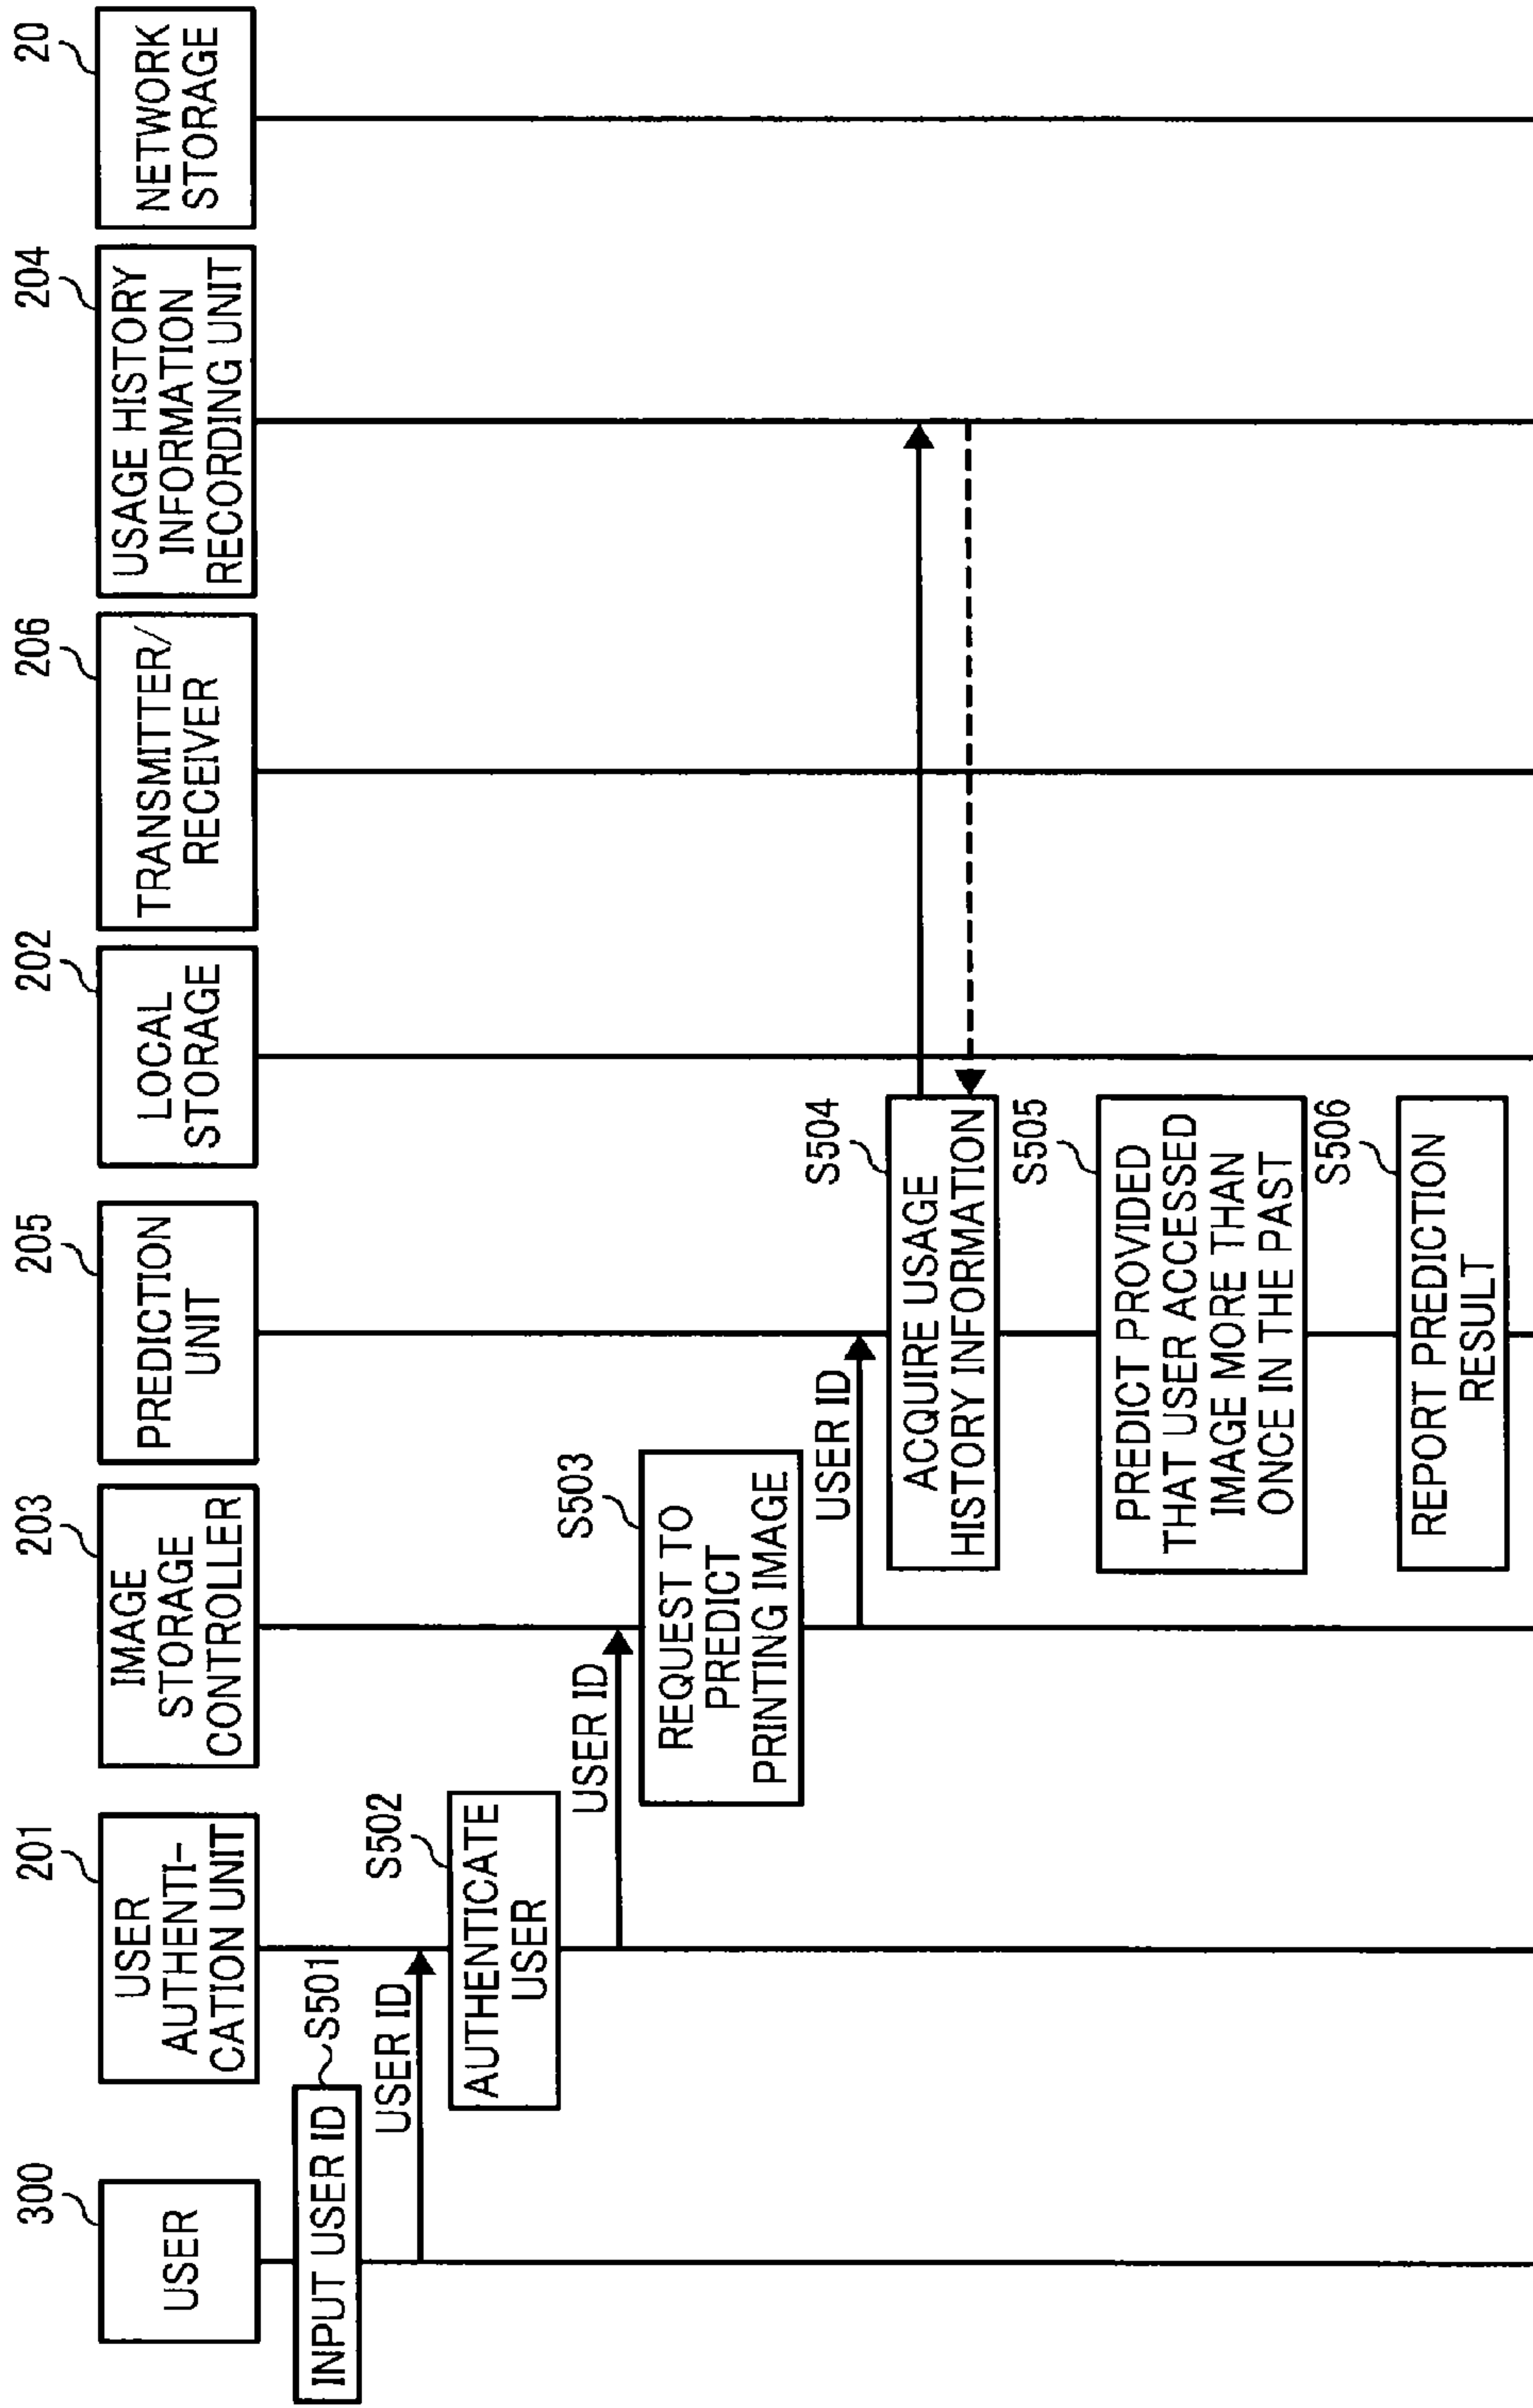 300
USER
201
USER
AUTHENTI-
CATION UNIT
203
IMAGE
STORAGE
CONTROLLER
205
PREDICTION
UNIT
202
LOCAL
STORAGE
206
TRANSMITTER/
RECEIVER
204
USAGE HISTORY
INFORMATION
RECORDING UNIT
20
NETWORK
STORAGE
INPUT USER ID
S501
USER ID
S502
AUTHENTICATE
USER
USER ID
S503
REQUEST TO
PREDICT
PRINTING IMAGE
USER ID
S504
ACQUIRE USAGE
HISTORY INFORMATION
S505
PREDICT PROVIDED
THAT USER ACCESSED
IMAGE MORE THAN
ONCE IN THE PAST
S506
REPORT PREDICTION
RESULT